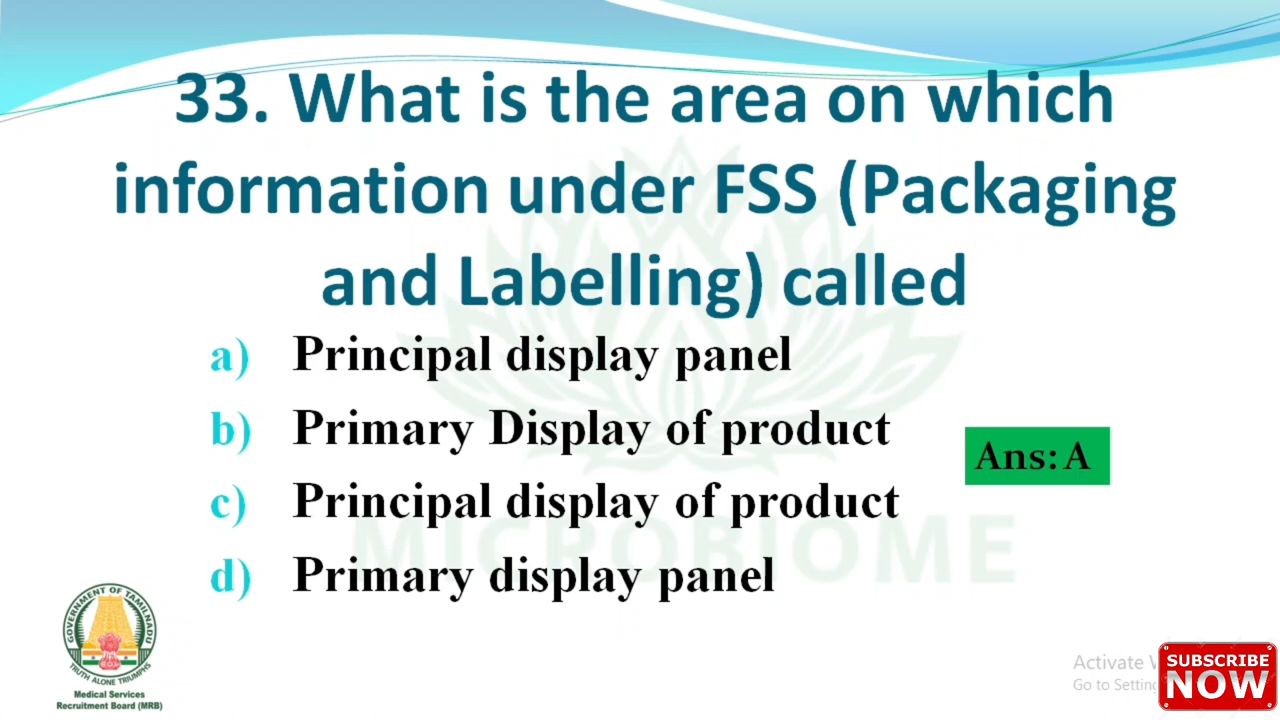 33. What is the area on which
information under FSS (Packaging
and Labelling) called
a) Principal display panel
b) Primary Display of product
c) Principal display of product
d) Primary display panel
Ans: A
MICROBIOME
GOVERNMENT OF TAMILNADU
TRUTH ALONE TRIUMPHS
Medical Services
Recruitment Board (MRB)
Activate
Go to Setting
SUBSCRIBE
NOW